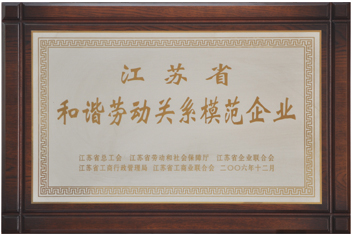 江苏省
和谐劳动关系模范企业
江苏省总工会 江苏省劳动和社会保障厅 江苏省企业联合会
江苏省工商行政管理局 江苏省工商业联合会 二〇〇六年十二月